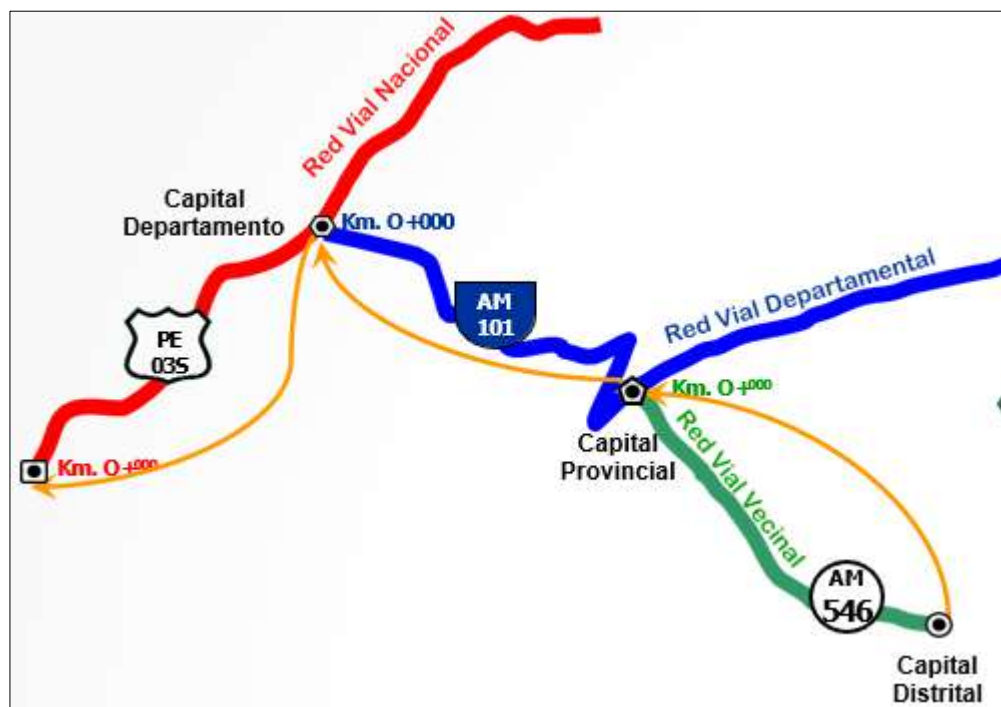 Red Vial Nacional
Capital
Departamento
Km. O+000
AM
101
Red Vial Departamental
PE
03S
Km. O+000
Km. O+000
Capital
Provincial
Red Vial Vecinal
AM
546
Capital
Distrital